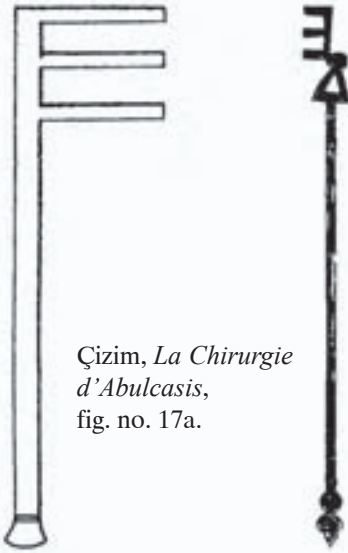 Çizim, La Chirurgie
d’Abulcasis,
fig. no. 17a.